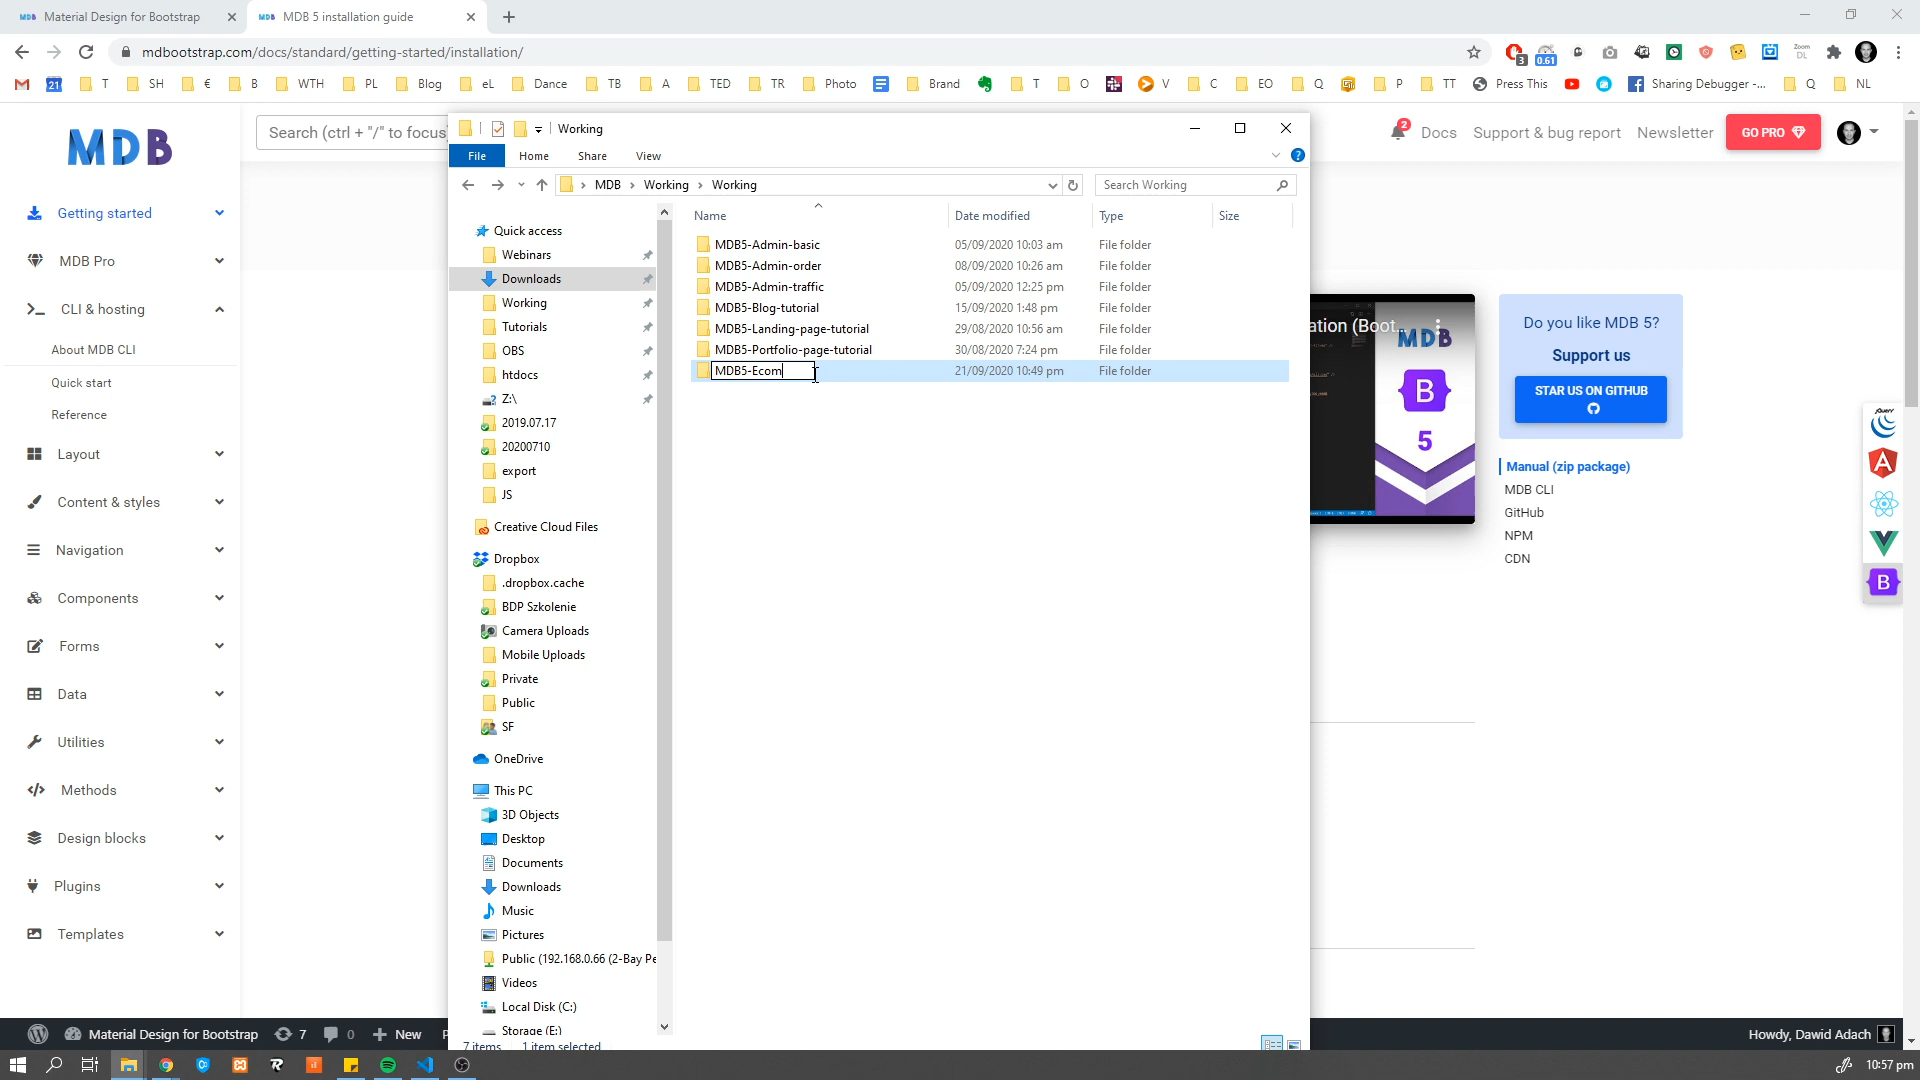 Material Design for Bootstrap
MDB 5 installation guide
mdbootstrap.com/docs/standard/getting-started/installation/
3
0.61
Zoom
DL
21
T
SH
€
B
WTH
PL
Blog
eL
Dance
TB
A
TED
TR
Photo
Brand
T
O
V
C
EO
Q
P
TT
Press This
Sharing Debugger -...
Q
NL
MDB
Search (ctrl + "/" to focus
2
Docs
Support & bug report
Newsletter
GO PRO
Getting started
MDB Pro
CLI & hosting
About MDB CLI
Quick start
Reference
Layout
Content & styles
Navigation
Components
Forms
Data
Utilities
Methods
Design blocks
Plugins
Templates
Working
File
Home
Share
View
MDB › Working › Working
Search Working
Name
Date modified
Type
Size
Quick access
Webinars
Downloads
Working
Tutorials
OBS
htdocs
Z:\
2019.07.17
20200710
export
JS
Creative Cloud Files
Dropbox
.dropbox.cache
BDP Szkolenie
Camera Uploads
Mobile Uploads
Private
Public
SF
OneDrive
This PC
3D Objects
Desktop
Documents
Downloads
Music
Pictures
Public (192.168.0.66 (2-Bay Pe
Videos
Local Disk (C:)
Storage (E:)
MDB5-Admin-basic 05/09/2020 10:03 am File folder
MDB5-Admin-order 08/09/2020 10:26 am File folder
MDB5-Admin-traffic 05/09/2020 12:25 pm File folder
MDB5-Blog-tutorial 15/09/2020 1:48 pm File folder
MDB5-Landing-page-tutorial 29/08/2020 10:56 am File folder
MDB5-Portfolio-page-tutorial 30/08/2020 7:24 pm File folder
MDB5-Ecom 21/09/2020 10:49 pm File folder
7 items
1 item selected
ation (Boot...
MDB
B
5
Do you like MDB 5?
Support us
STAR US ON GITHUB
Manual (zip package)
MDB CLI
GitHub
NPM
CDN
jQuery
B
Material Design for Bootstrap
7
0
New
Howdy, Dawid Adach
10:57 pm